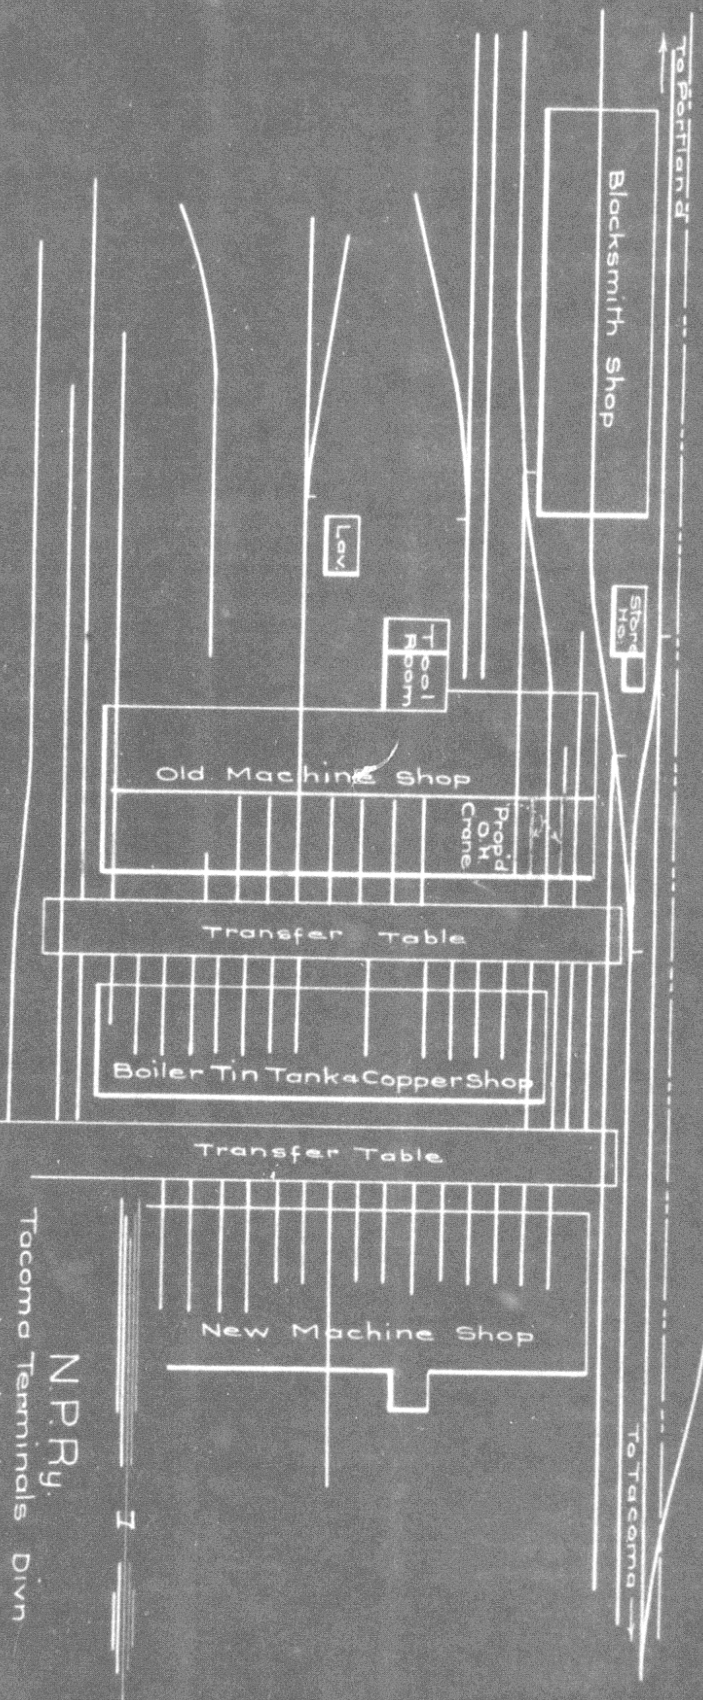 To Portland
Blacksmith Shop
Store
Ho.
Lav.
Tool
Room
Old Machine Shop
Prop'd
O.H.
Crane
Transfer Table
Boiler Tin Tank & Copper Shop
Transfer Table
New Machine Shop
To Tacoma
N.P.Ry.
Tacoma Terminals Divn